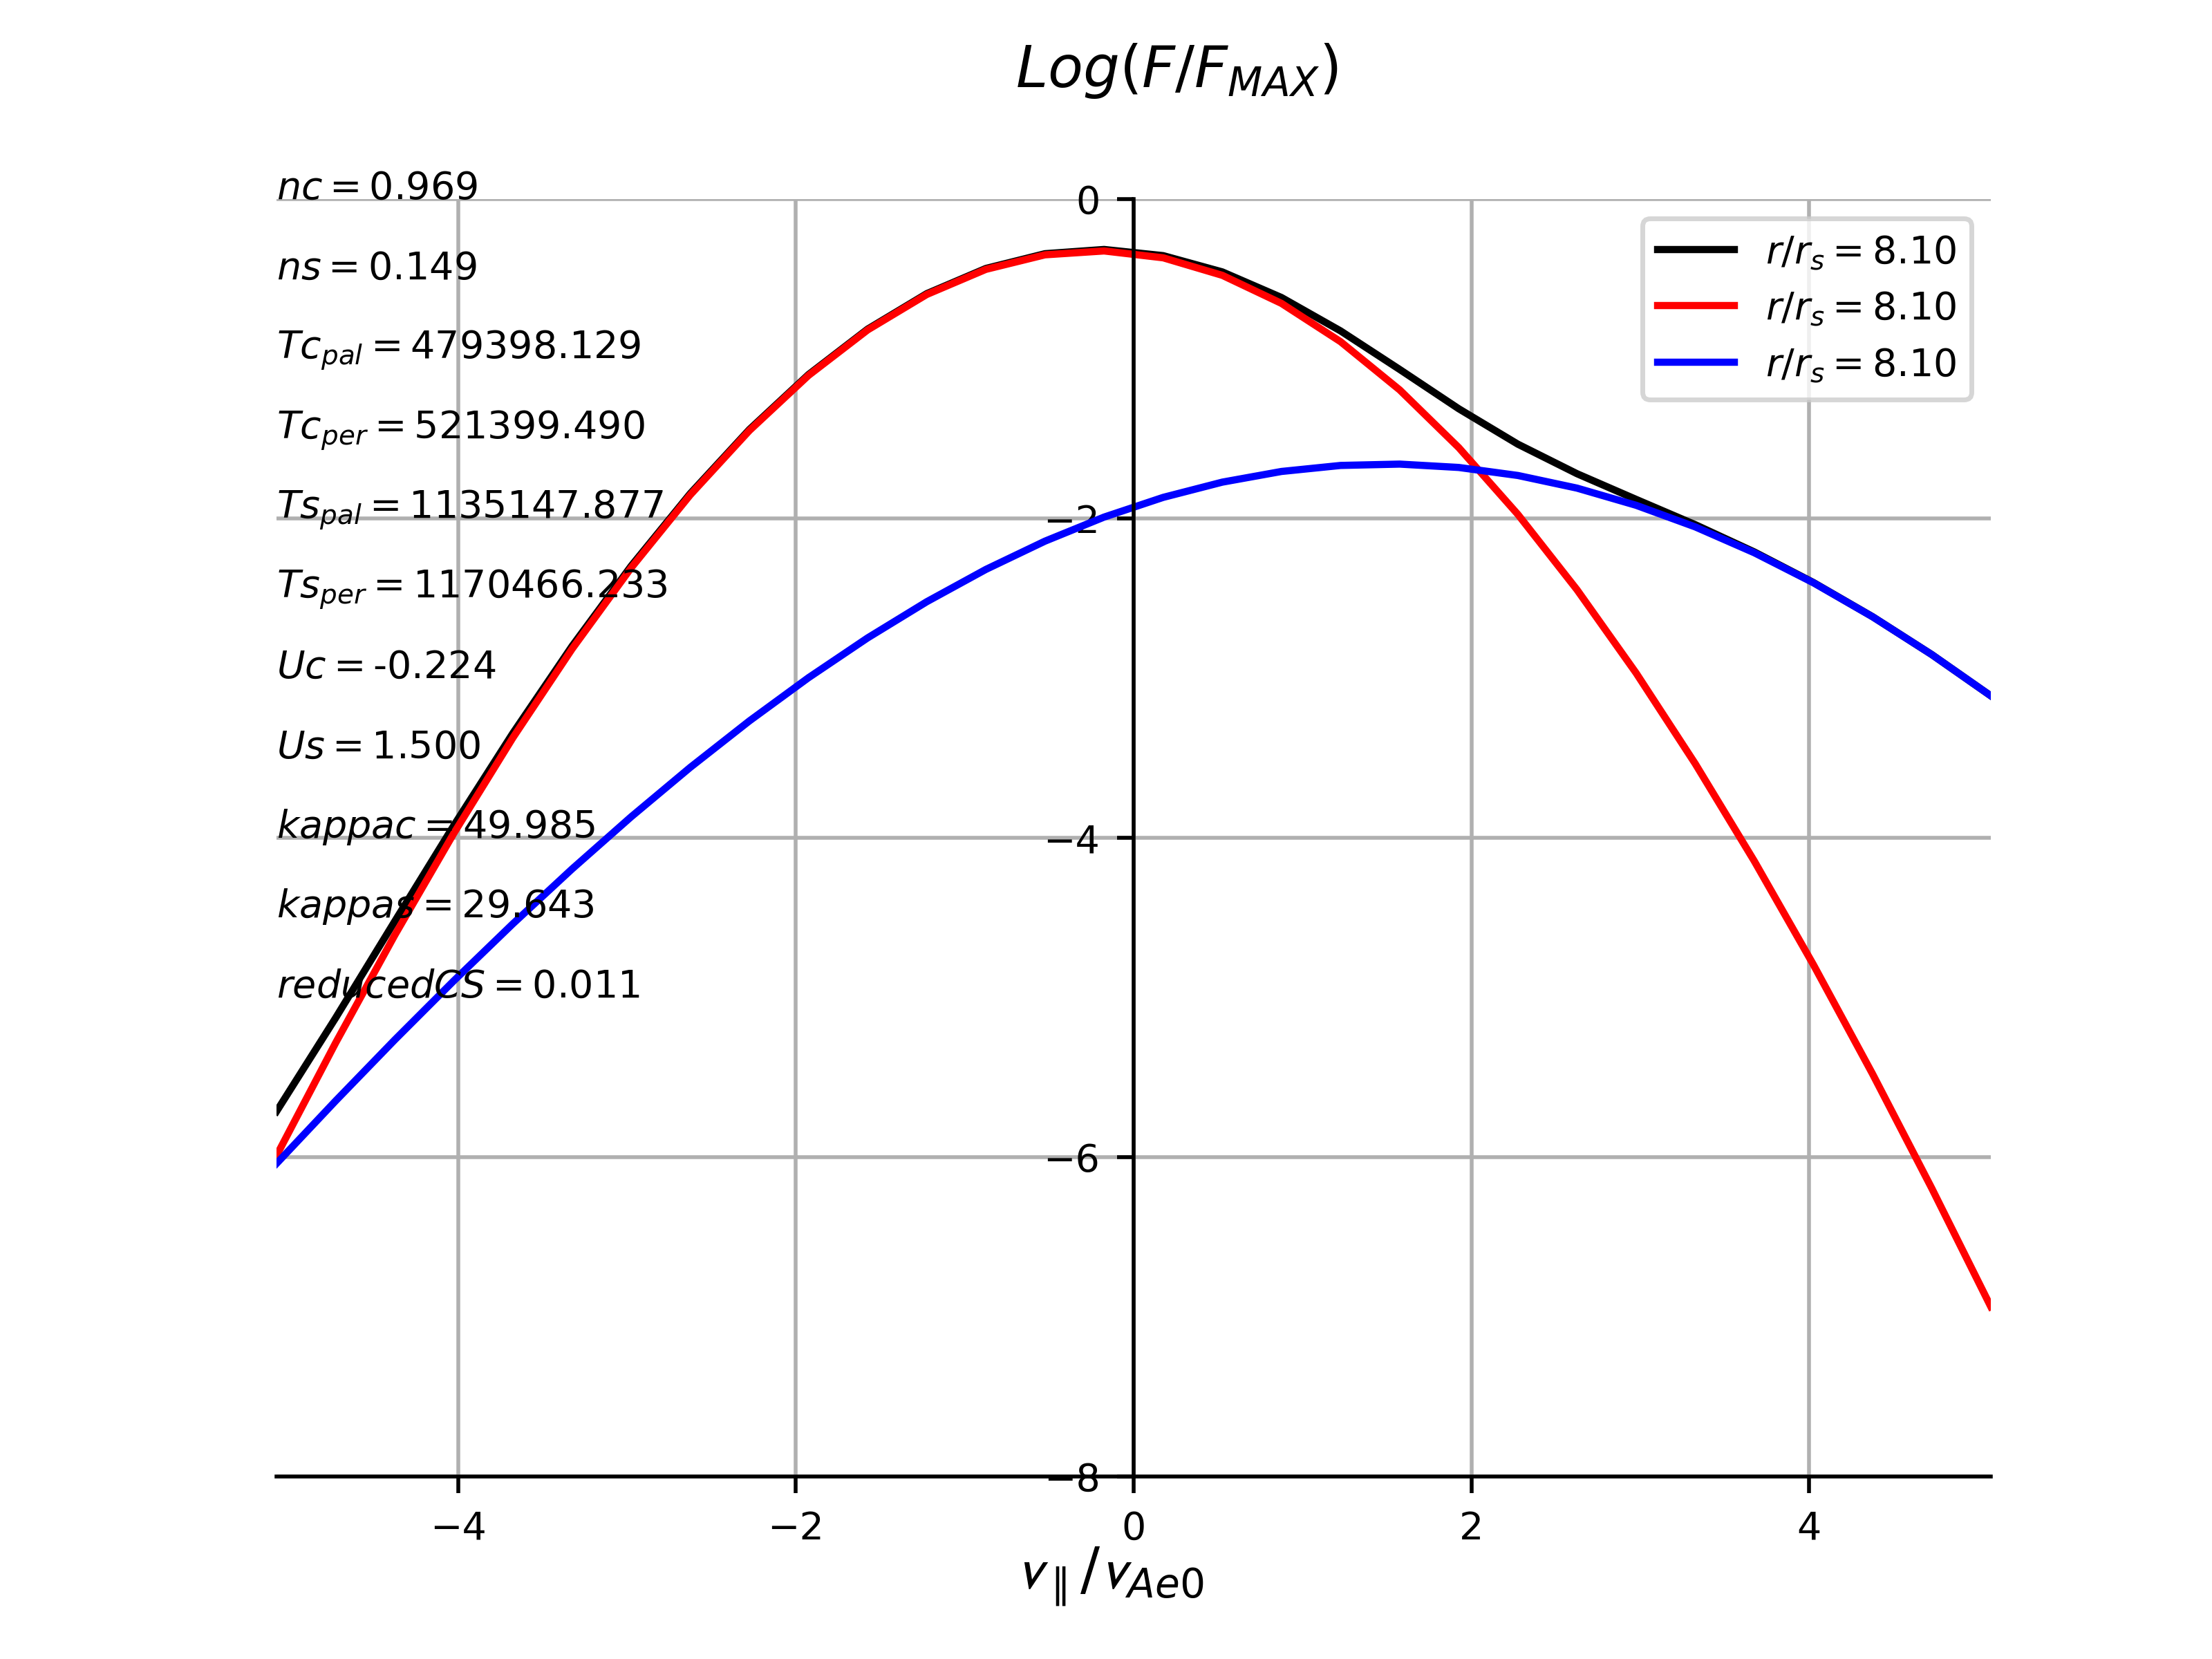 Log(F/F_MAX)
nc = 0.969
ns = 0.149
Tc_pal = 479398.129
Tc_per = 521399.490
Ts_pal = 1135147.877
Ts_per = 1170466.233
Uc = -0.224
Us = 1.500
kappac = 49.985
kappas = 29.643
reducedCS = 0.011
r/r_s = 8.10
r/r_s = 8.10
r/r_s = 8.10
0
−2
−4
−6
−8
−4 −2 0 2 4
v_∥/v_Ae0